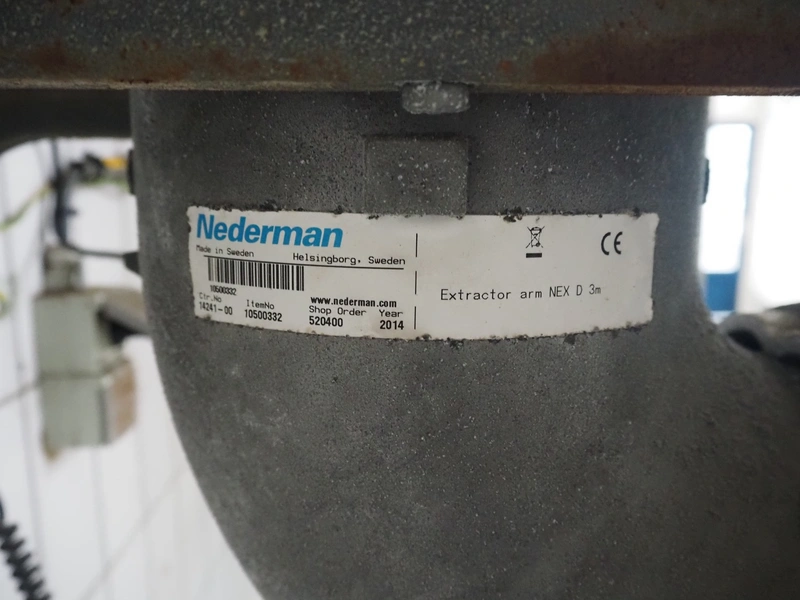 Nederman
Made in Sweden Helsingborg, Sweden
10500332
www.nederman.com
Ctr.No ItemNo Shop Order Year
14241-00 10500332 520400 2014
CE
Extractor arm NEX D 3m